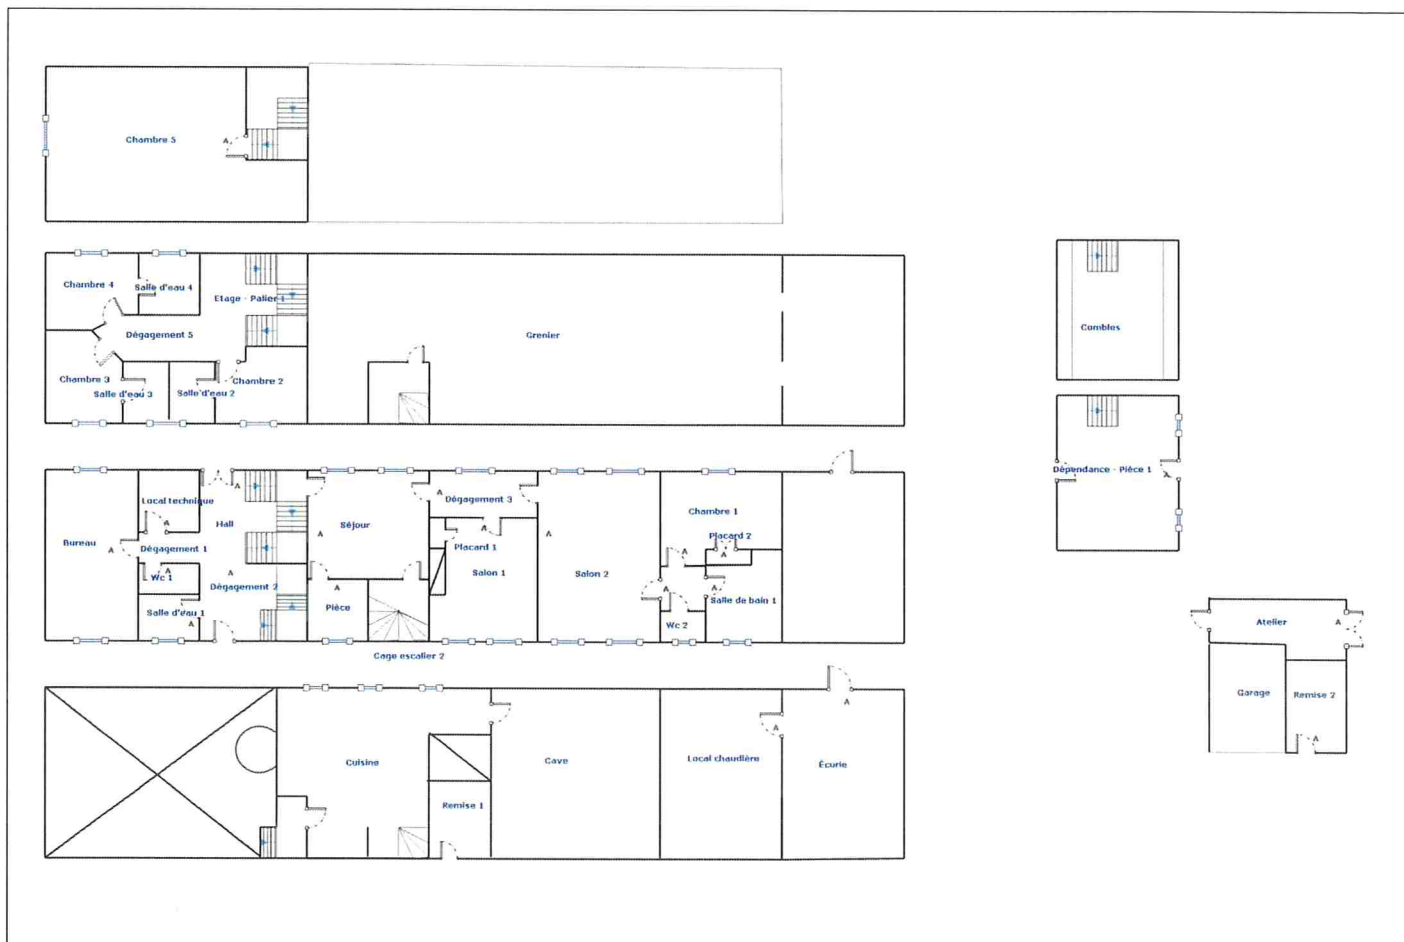 Chambre 5
A
Chambre 4
Salle d'eau 4
Etage - Palier 1
Dégagement 5
Chambre 3
Salle d'eau 3
Salle d'eau 2
Chambre 2
Grenier
Combles
Local technique
A
A
Hall
Bureau
A
Dégagement 1
A
Wc 1
A
Dégagement 2
Salle d'eau 1
A
Séjour
A
A
Pièce
A
Dégagement 3
Placard 1
Salon 1
A
Salon 2
Chambre 1
Placard 2
A
A
A
Salle de bain 1
Wc 2
Cage escalier 2
Dépendance - Pièce 1
A
Cuisine
Remise 1
Cave
Local chaudière
A
A
Écurie
Atelier
A
Garage
Remise 2
A